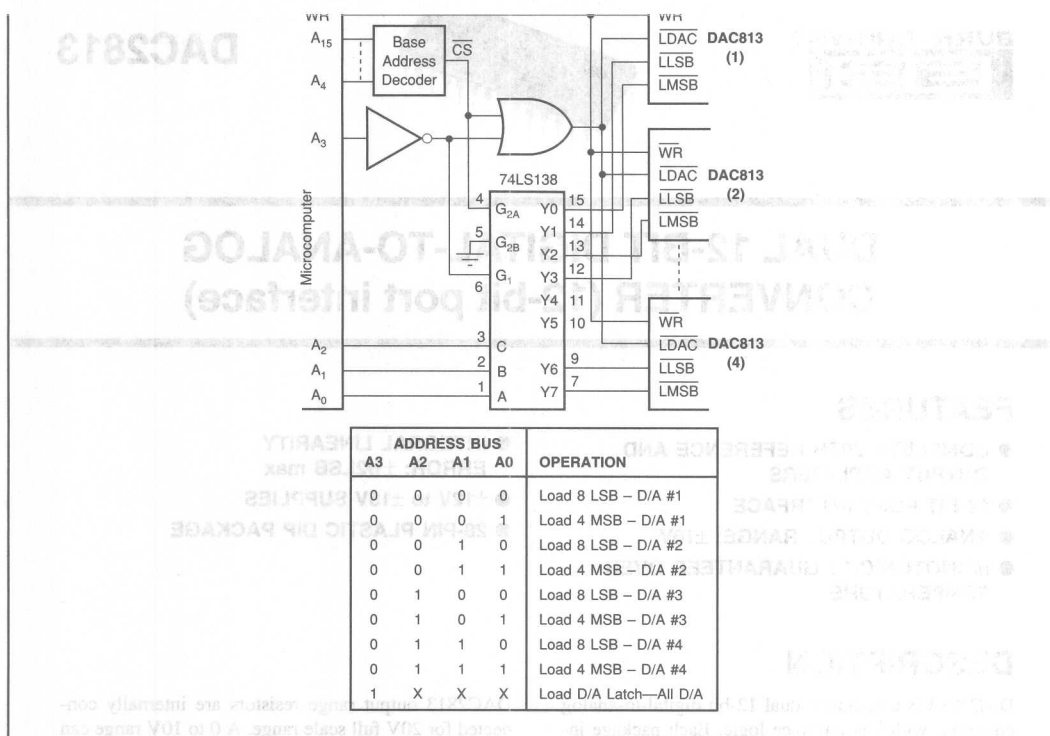 WR
A15
A4
Base
Address
Decoder
CS
WR
LDAC DAC813
LLSB (1)
LMSB
A3
WR
LDAC DAC813
LLSB (2)
LMSB
Microcomputer
74LS138
4 G2A Y0 15
Y1 14
5 G2B Y2 13
Y3 12
6 G1 Y4 11
Y5 10
WR
LDAC DAC813
LLSB (4)
LMSB
A2 3 C
A1 2 B Y6 9
A0 1 A Y7 7
ADDRESS BUS
A3 A2 A1 A0 OPERATION
0 0 0 0 Load 8 LSB – D/A #1
0 0 0 1 Load 4 MSB – D/A #1
0 0 1 0 Load 8 LSB – D/A #2
0 0 1 1 Load 4 MSB – D/A #2
0 1 0 0 Load 8 LSB – D/A #3
0 1 0 1 Load 4 MSB – D/A #3
0 1 1 0 Load 8 LSB – D/A #4
0 1 1 1 Load 4 MSB – D/A #4
1 X X X Load D/A Latch—All D/A